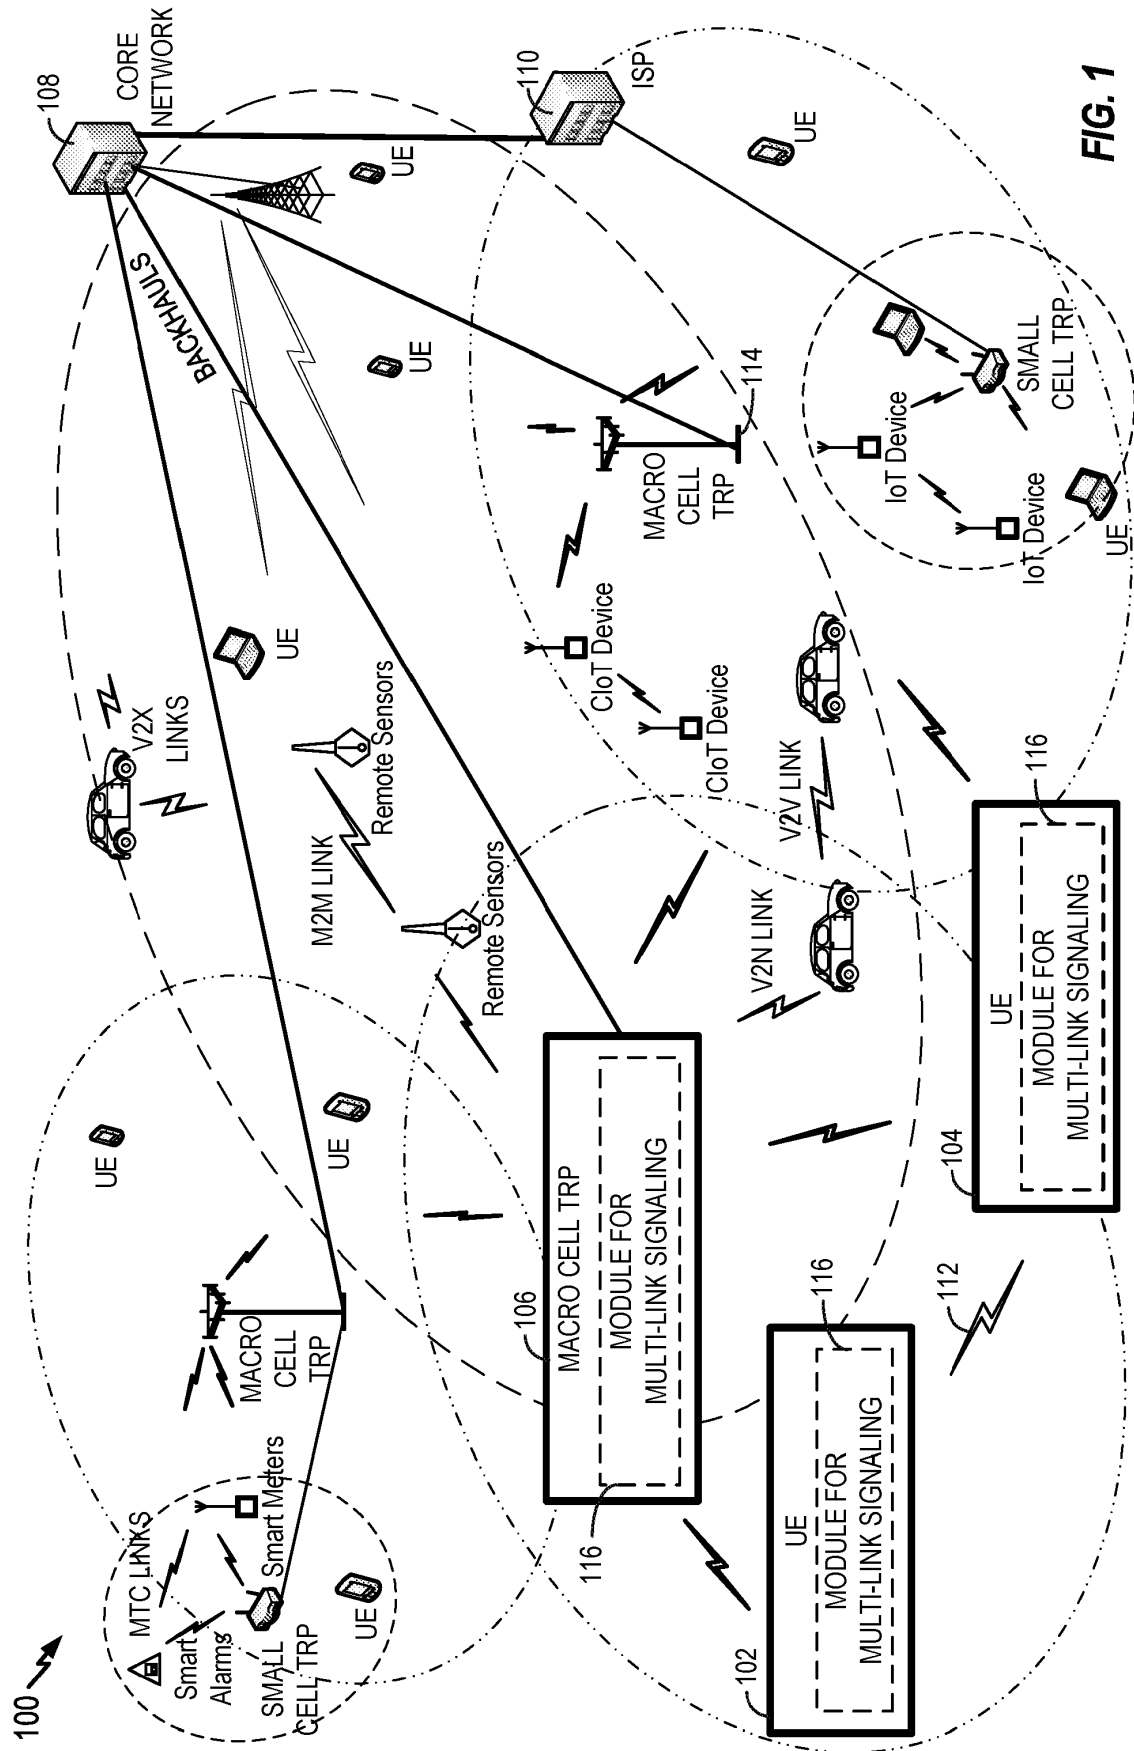 100
108
CORE
NETWORK
110
ISP
BACKHAULS
UE
UE
UE
V2X
LINKS
UE
M2M LINK
Remote Sensors
Remote Sensors
MTC LINKS
Smart
Alarms
Smart Meters
SMALL
CELL TRP
UE
MACRO
CELL
TRP
UE
UE
MACRO
CELL
TRP
114
CIoT Device
CIoT Device
IoT Device
IoT Device
SMALL
CELL TRP
UE
V2V LINK
V2N LINK
106
MACRO CELL TRP
MODULE FOR
MULTI-LINK SIGNALING
116
102
UE
MODULE FOR
MULTI-LINK SIGNALING
116
112
104
UE
MODULE FOR
MULTI-LINK SIGNALING
116
FIG. 1